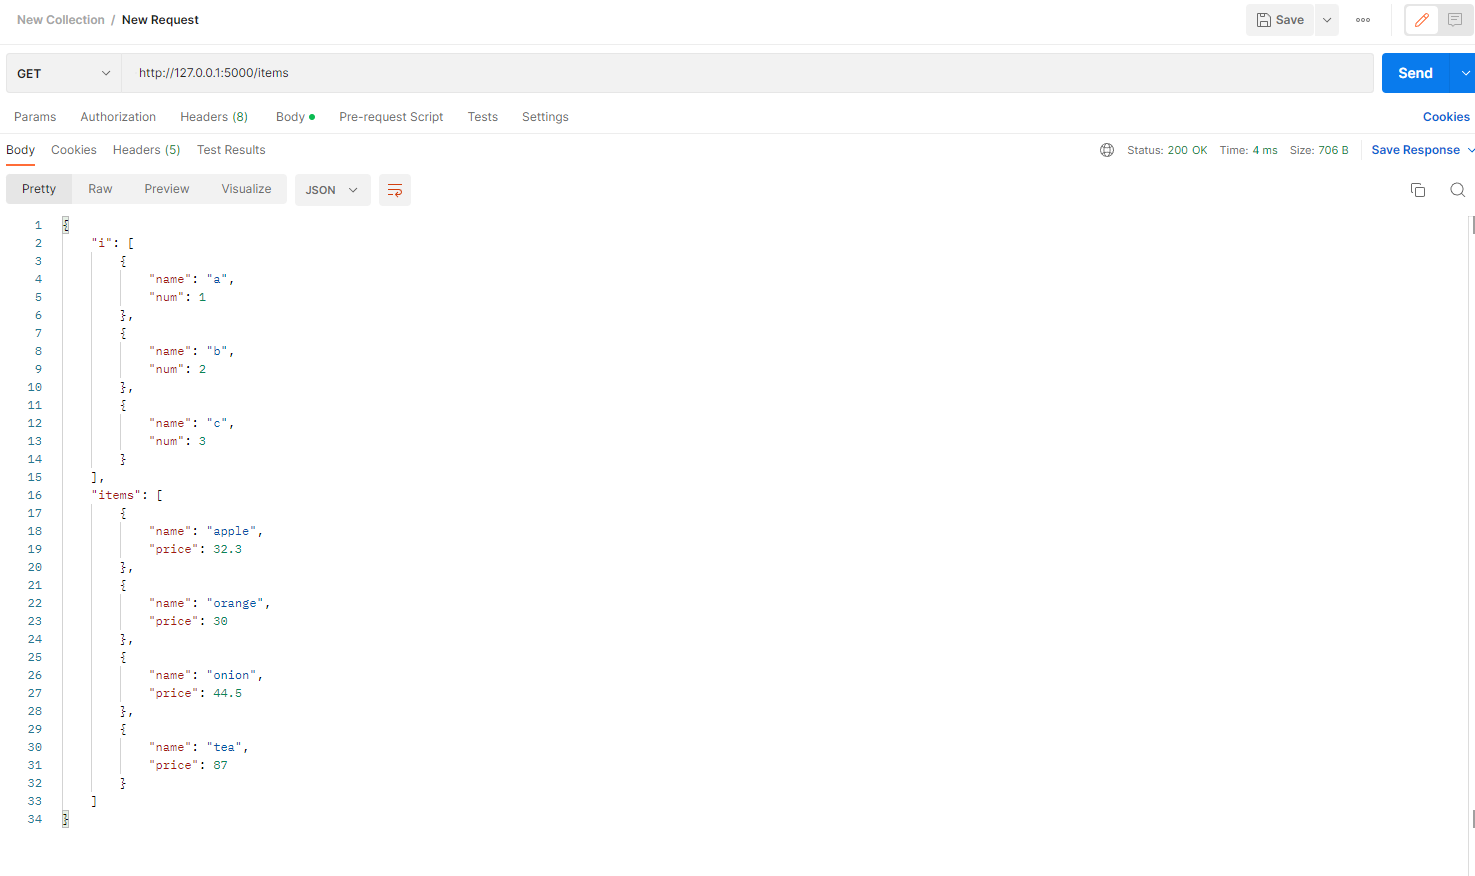 New Collection / New Request
Save
GET http://127.0.0.1:5000/items Send
Params Authorization Headers (8) Body Pre-request Script Tests Settings Cookies
Body Cookies Headers (5) Test Results Status: 200 OK Time: 4 ms Size: 706 B Save Response
Pretty Raw Preview Visualize JSON
1 {
2 "i": [
3 {
4 "name": "a",
5 "num": 1
6 },
7 {
8 "name": "b",
9 "num": 2
10 },
11 {
12 "name": "c",
13 "num": 3
14 }
15 ],
16 "items": [
17 {
18 "name": "apple",
19 "price": 32.3
20 },
21 {
22 "name": "orange",
23 "price": 30
24 },
25 {
26 "name": "onion",
27 "price": 44.5
28 },
29 {
30 "name": "tea",
31 "price": 87
32 }
33 ]
34 }